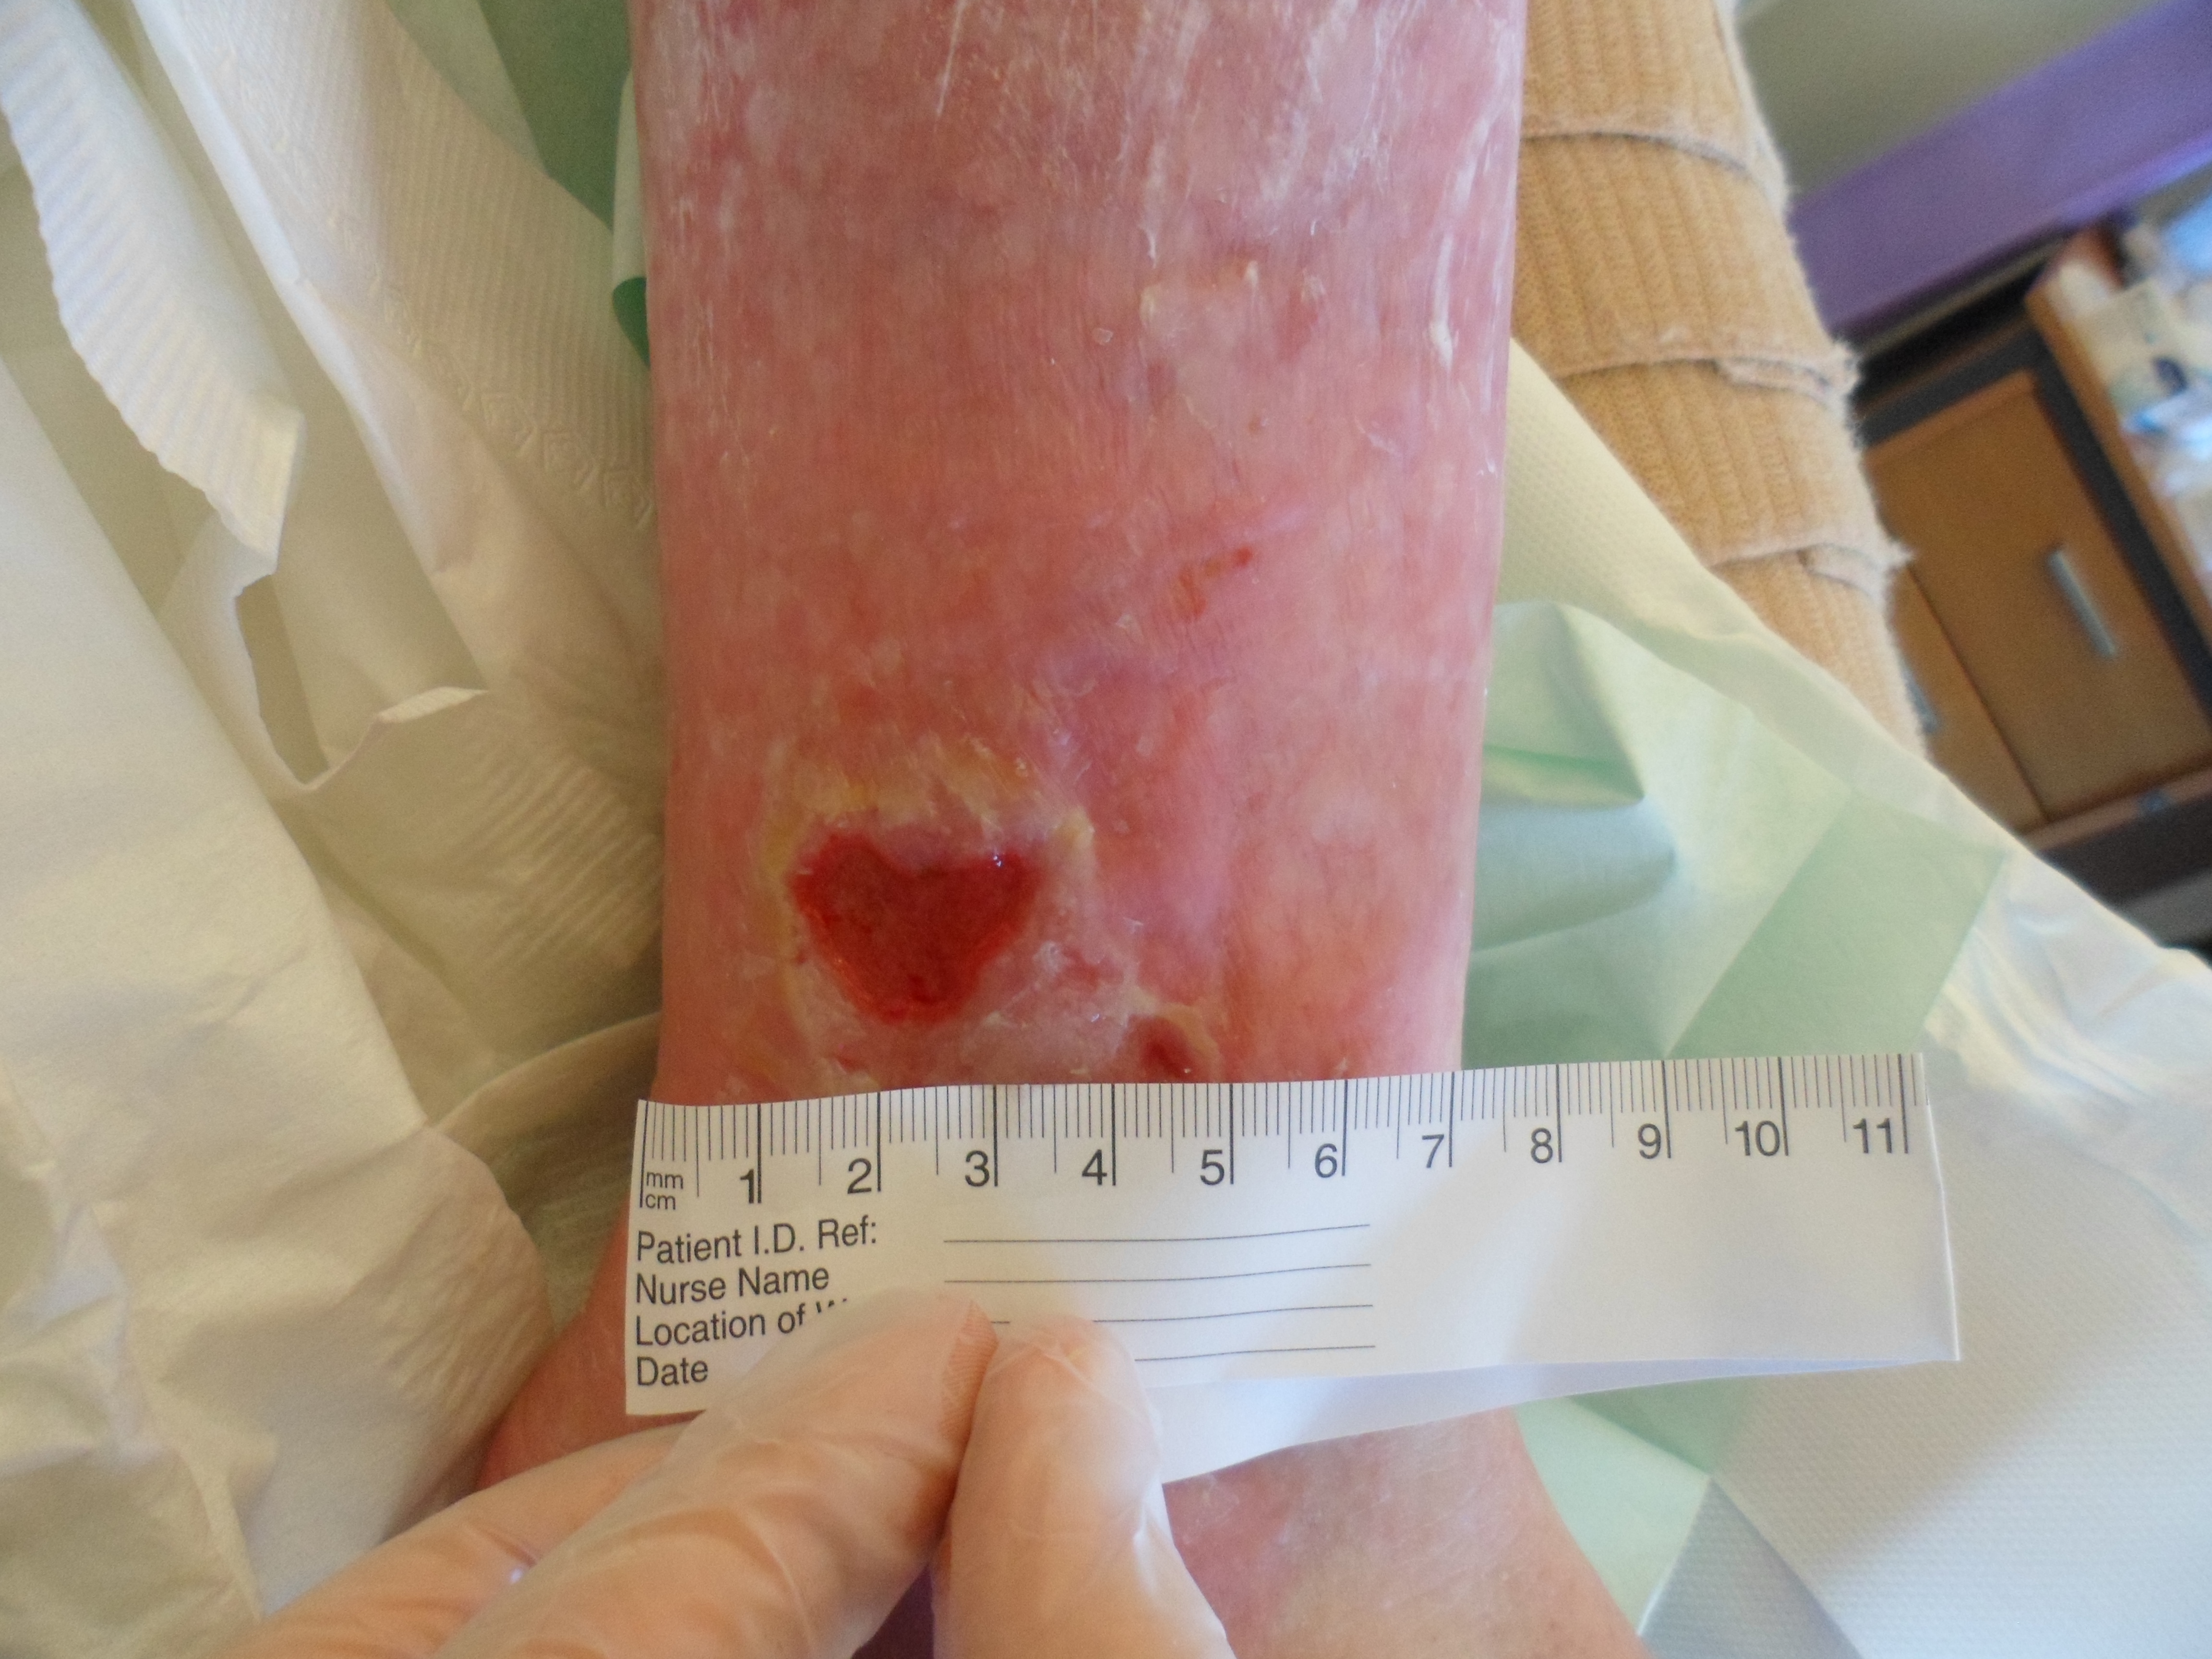 1 2 3 4 5 6 7 8 9 10 11
mm
cm
Patient I.D. Ref:
Nurse Name
Location of
Date